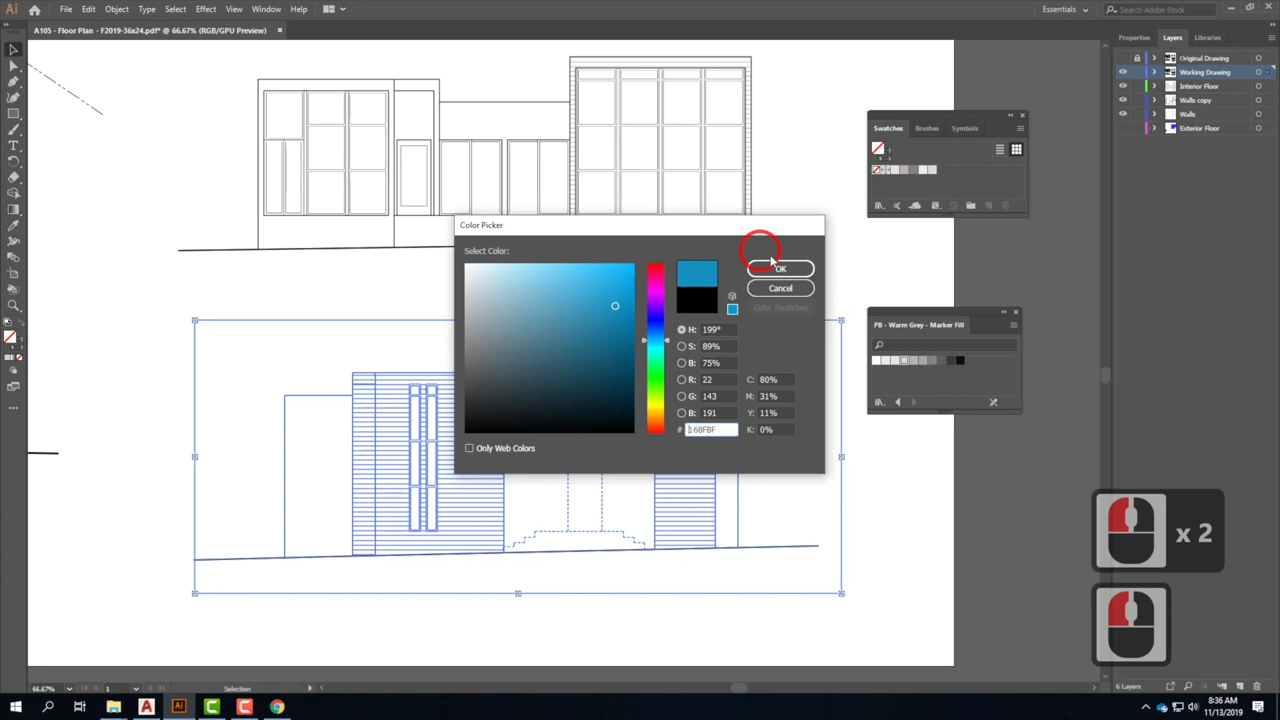 Ai
File Edit Object Type Select Effect View Window Help
Essentials
Search Adobe Stock
A105 - Floor Plan - F2019-36x24.pdf* @ 66.67% (RGB/GPU Preview)
Properties Layers Libraries
Original Drawing
Working Drawing
Interior Floor
Walls copy
Walls
Exterior Floor
Swatches Brushes Symbols
Color Picker
Select Color:
OK
Cancel
Color Swatches
H: 199°
S: 89%
B: 75%
R: 22 C: 80%
G: 143 M: 31%
B: 191 Y: 11%
# 168FBF K: 0%
Only Web Colors
PB - Warm Grey - Marker Fill
x 2
66.67% 1 Selection
6 Layers
8:36 AM
11/13/2019